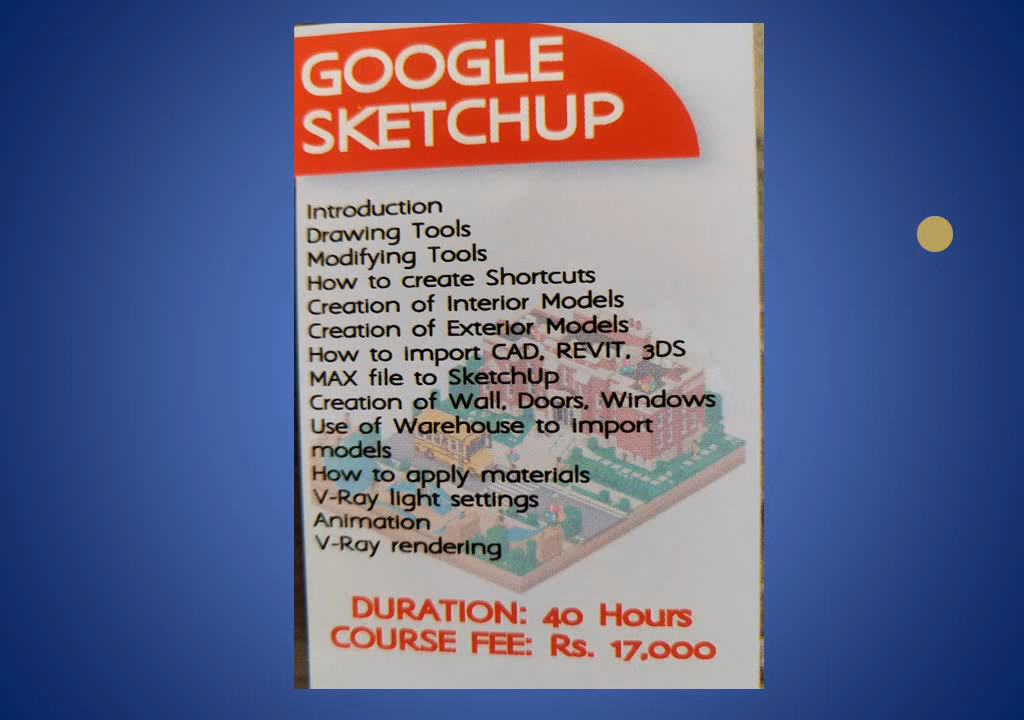 GOOGLE
SKETCHUP
Introduction
Drawing Tools
Modifying Tools
How to create Shortcuts
Creation of Interior Models
Creation of Exterior Models
How to import CAD, REVIT, 3DS
MAX file to SketchUp
Creation of Wall, Doors, Windows
Use of Warehouse to import
models
How to apply materials
V-Ray light settings
Animation
V-Ray rendering
DURATION: 40 Hours
COURSE FEE: Rs. 17,000